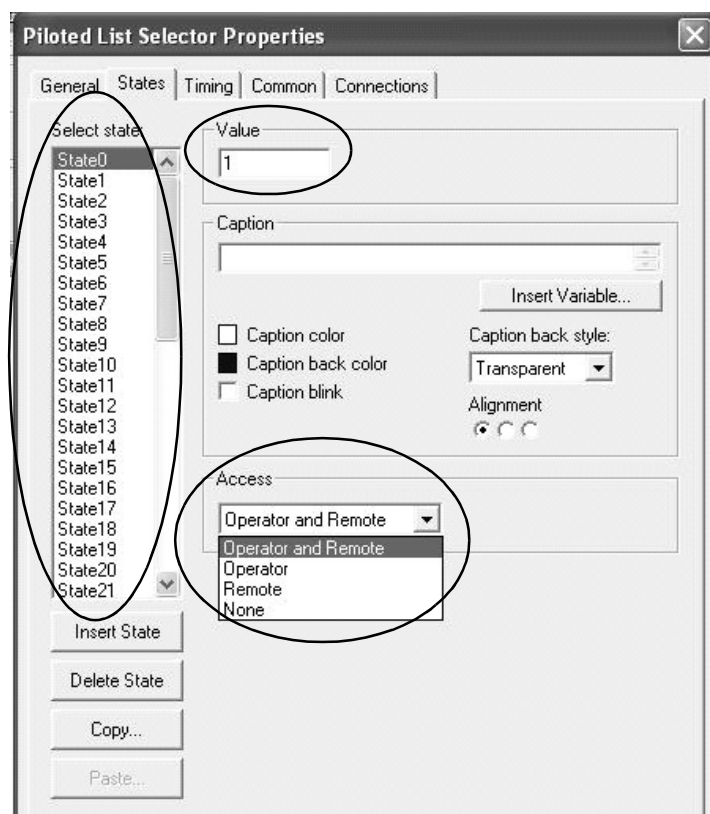 Piloted List Selector Properties
General States Timing Common Connections
Select state:
State0
State1
State2
State3
State4
State5
State6
State7
State8
State9
State10
State11
State12
State13
State14
State15
State16
State17
State18
State19
State20
State21
Insert State
Delete State
Copy...
Paste...
Value
1
Caption
Insert Variable...
Caption color
Caption back color
Caption blink
Caption back style:
Transparent
Alignment
Access
Operator and Remote
Operator and Remote
Operator
Remote
None